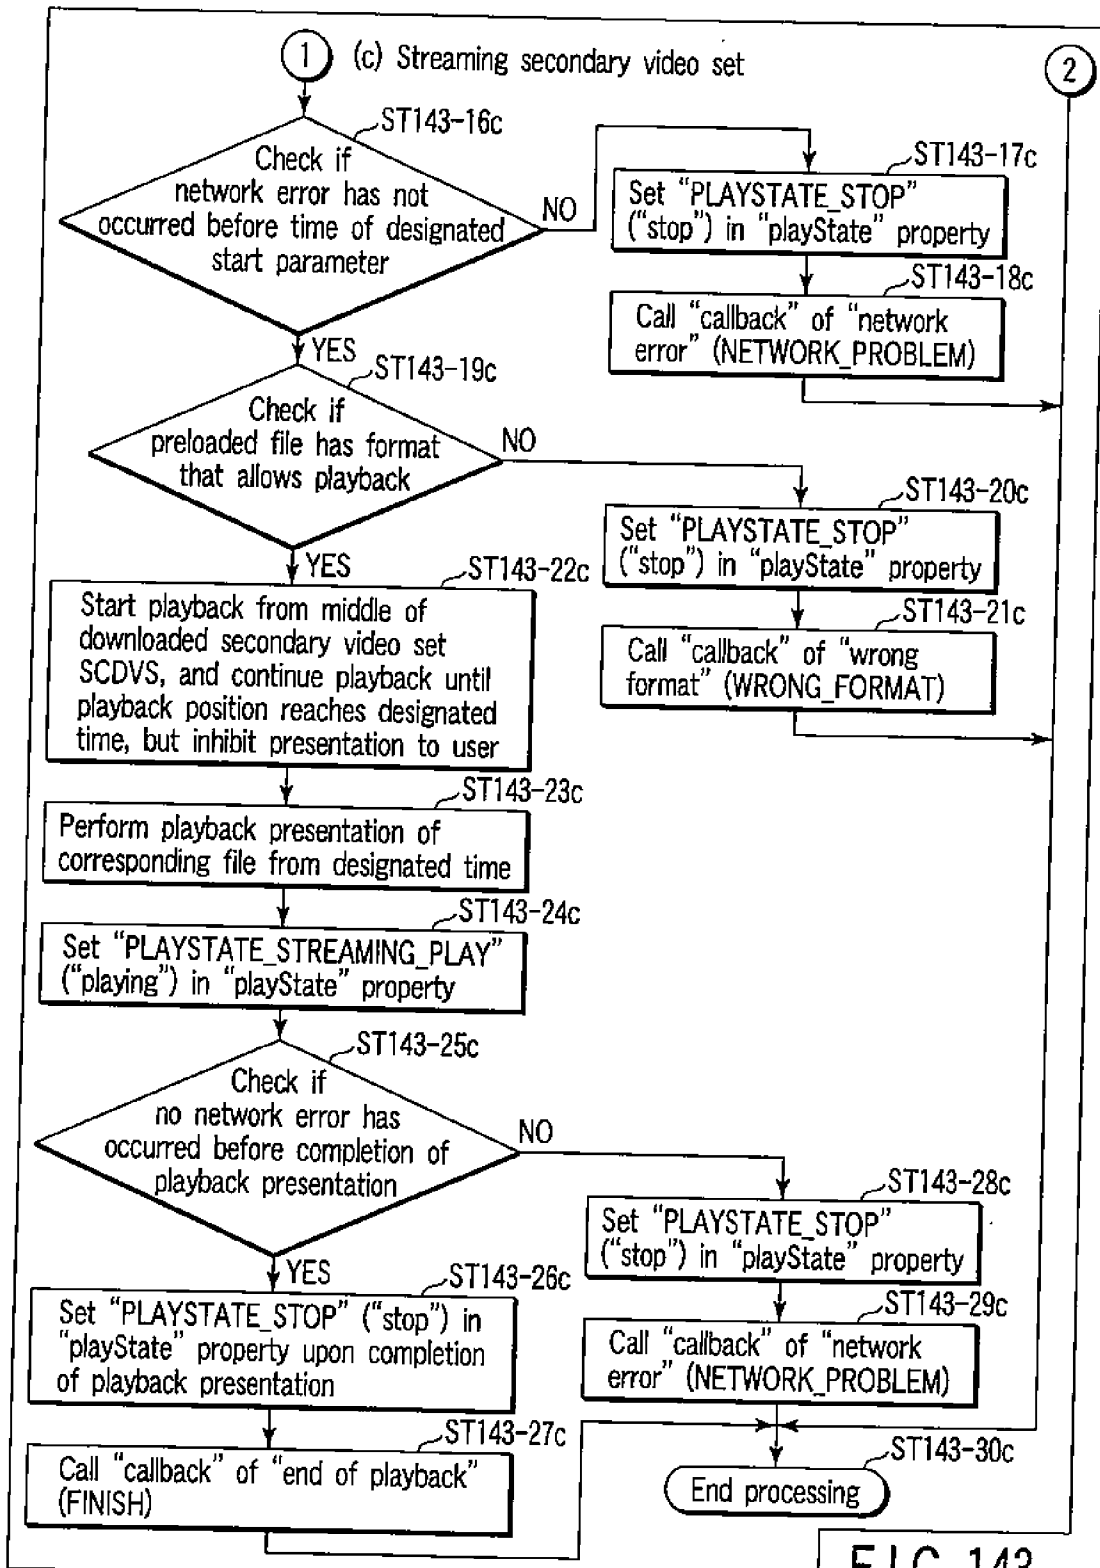 1
(c) Streaming secondary video set
2
ST143-16c
Check if
network error has not
occurred before time of designated
start parameter
NO
ST143-17c
Set “PLAYSTATE_STOP”
(“stop”) in “playState” property
ST143-18c
Call “callback” of “network
error” (NETWORK_PROBLEM)
YES
ST143-19c
Check if
preloaded file has format
that allows playback
NO
ST143-20c
Set “PLAYSTATE_STOP”
(“stop”) in “playState” property
ST143-21c
Call “callback” of “wrong
format” (WRONG_FORMAT)
YES
ST143-22c
Start playback from middle of
downloaded secondary video set
SCDVS, and continue playback until
playback position reaches designated
time, but inhibit presentation to user
ST143-23c
Perform playback presentation of
corresponding file from designated time
ST143-24c
Set “PLAYSTATE_STREAMING_PLAY”
(“playing”) in “playState” property
ST143-25c
Check if
no network error has
occurred before completion of
playback presentation
NO
ST143-28c
Set “PLAYSTATE_STOP”
(“stop”) in “playState” property
ST143-29c
Call “callback” of “network
error” (NETWORK_PROBLEM)
YES
ST143-26c
Set “PLAYSTATE_STOP” (“stop”) in
“playState” property upon completion
of playback presentation
ST143-27c
Call “callback” of “end of playback”
(FINISH)
ST143-30c
End processing
FIG. 143